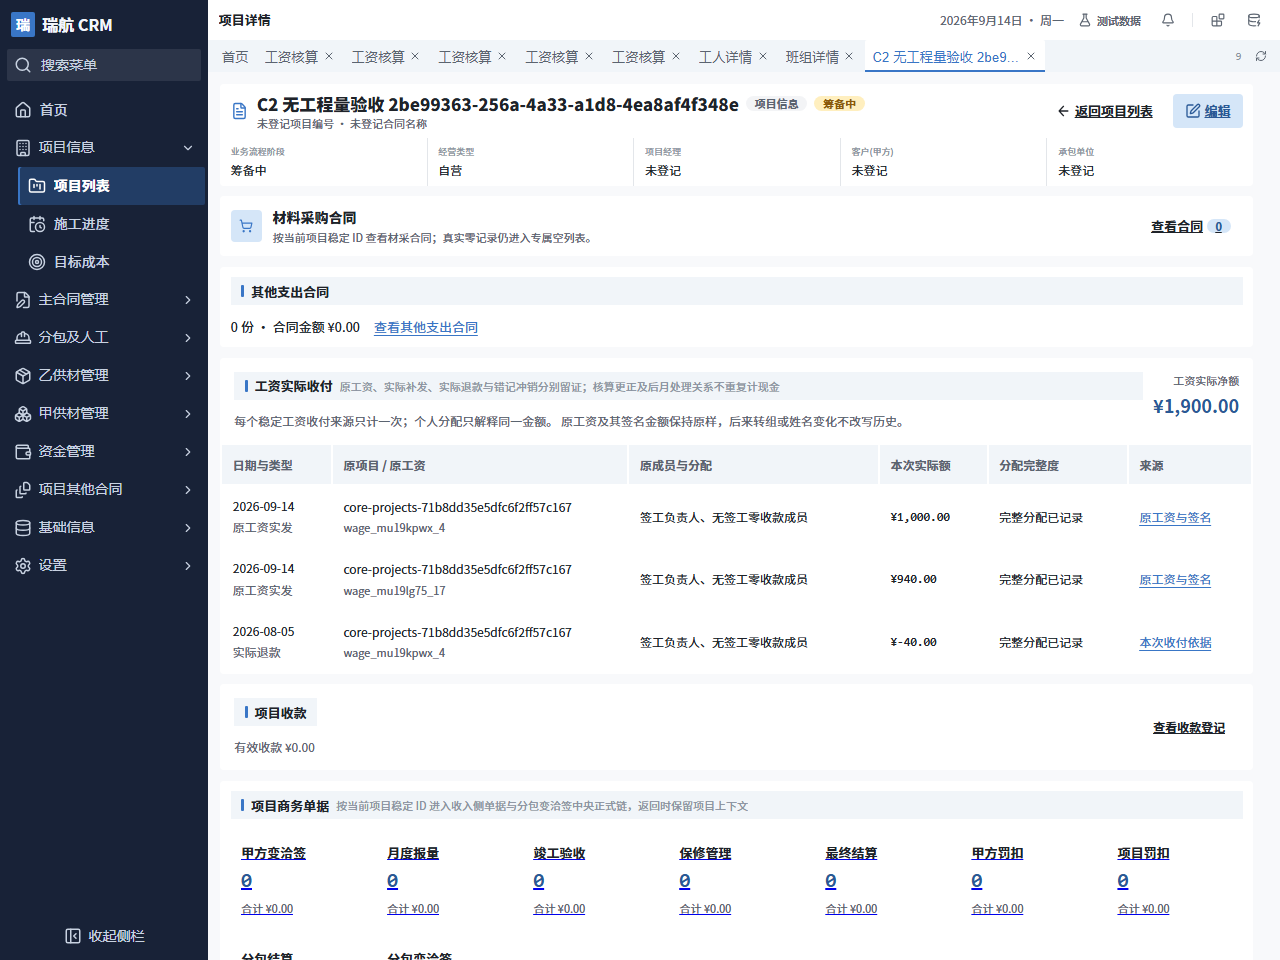 瑞 瑞航 CRM
搜索菜单
首页
项目信息
项目列表
施工进度
目标成本
主合同管理
分包及人工
乙供材管理
甲供材管理
资金管理
项目其他合同
基础信息
设置
收起侧栏
项目详情
2026年9月14日 · 周一 测试数据
首页 工资核算 工资核算 工资核算 工资核算 工资核算 工人详情 班组详情 C2 无工程量验收 2be9... 9
C2 无工程量验收 2be99363-256a-4a33-a1d8-4ea8af4f348e 项目信息 筹备中
未登记项目编号 · 未登记合同名称
返回项目列表 编辑
业务流程阶段 经营类型 项目经理 客户(甲方) 承包单位
筹备中 自营 未登记 未登记 未登记
材料采购合同
按当前项目稳定 ID 查看材采合同；真实零记录仍进入专属空列表。
查看合同 0
其他支出合同
0 份 · 合同金额 ¥0.00 查看其他支出合同
工资实际收付 原工资、实际补发、实际退款与错记冲销分别留证；核算更正及后月处理关系不重复计现金
工资实际净额
¥1,900.00
每个稳定工资收付来源只计一次；个人分配只解释同一金额。 原工资及其签名金额保持原样，后来转组或姓名变化不改写历史。
日期与类型 原项目 / 原工资 原成员与分配 本次实际额 分配完整度 来源
2026-09-14 core-projects-71b8dd35e5dfc6f2ff57c167 签工负责人、无签工零收款成员 ¥1,000.00 完整分配已记录 原工资与签名
原工资实发 wage_mu19kpwx_4
2026-09-14 core-projects-71b8dd35e5dfc6f2ff57c167 签工负责人、无签工零收款成员 ¥940.00 完整分配已记录 原工资与签名
原工资实发 wage_mu19lg75_17
2026-08-05 core-projects-71b8dd35e5dfc6f2ff57c167 签工负责人、无签工零收款成员 ¥-40.00 完整分配已记录 本次收付依据
实际退款 wage_mu19kpwx_4
项目收款
有效收款 ¥0.00
查看收款登记
项目商务单据 按当前项目稳定 ID 进入收入侧单据与分包变洽签中央正式链，返回时保留项目上下文
甲方变洽签 月度报量 竣工验收 保修管理 最终结算 甲方罚扣 项目罚扣
0 0 0 0 0 0 0
合计 ¥0.00 合计 ¥0.00 合计 ¥0.00 合计 ¥0.00 合计 ¥0.00 合计 ¥0.00 合计 ¥0.00
分包结算 分包变洽签